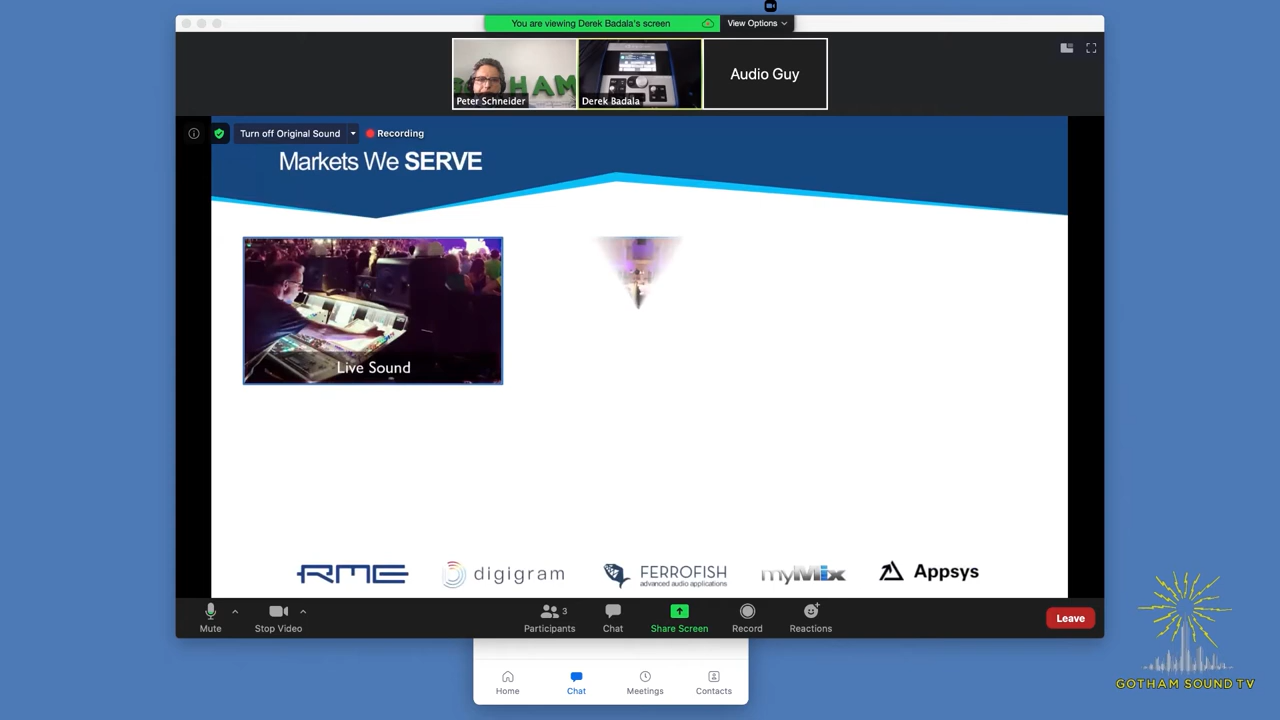 You are viewing Derek Badala's screen
View Options
GOTHAM
Peter Schneider
Derek Badala
Audio Guy
Turn off Original Sound
Recording
Markets We SERVE
Live Sound
RME
digigram
FERROFISH
advanced audio applications
myMix
Appsys
Mute
Stop Video
Participants
3
Chat
Share Screen
Record
Reactions
Leave
Home
Chat
Meetings
Contacts
GOTHAM SOUND TV